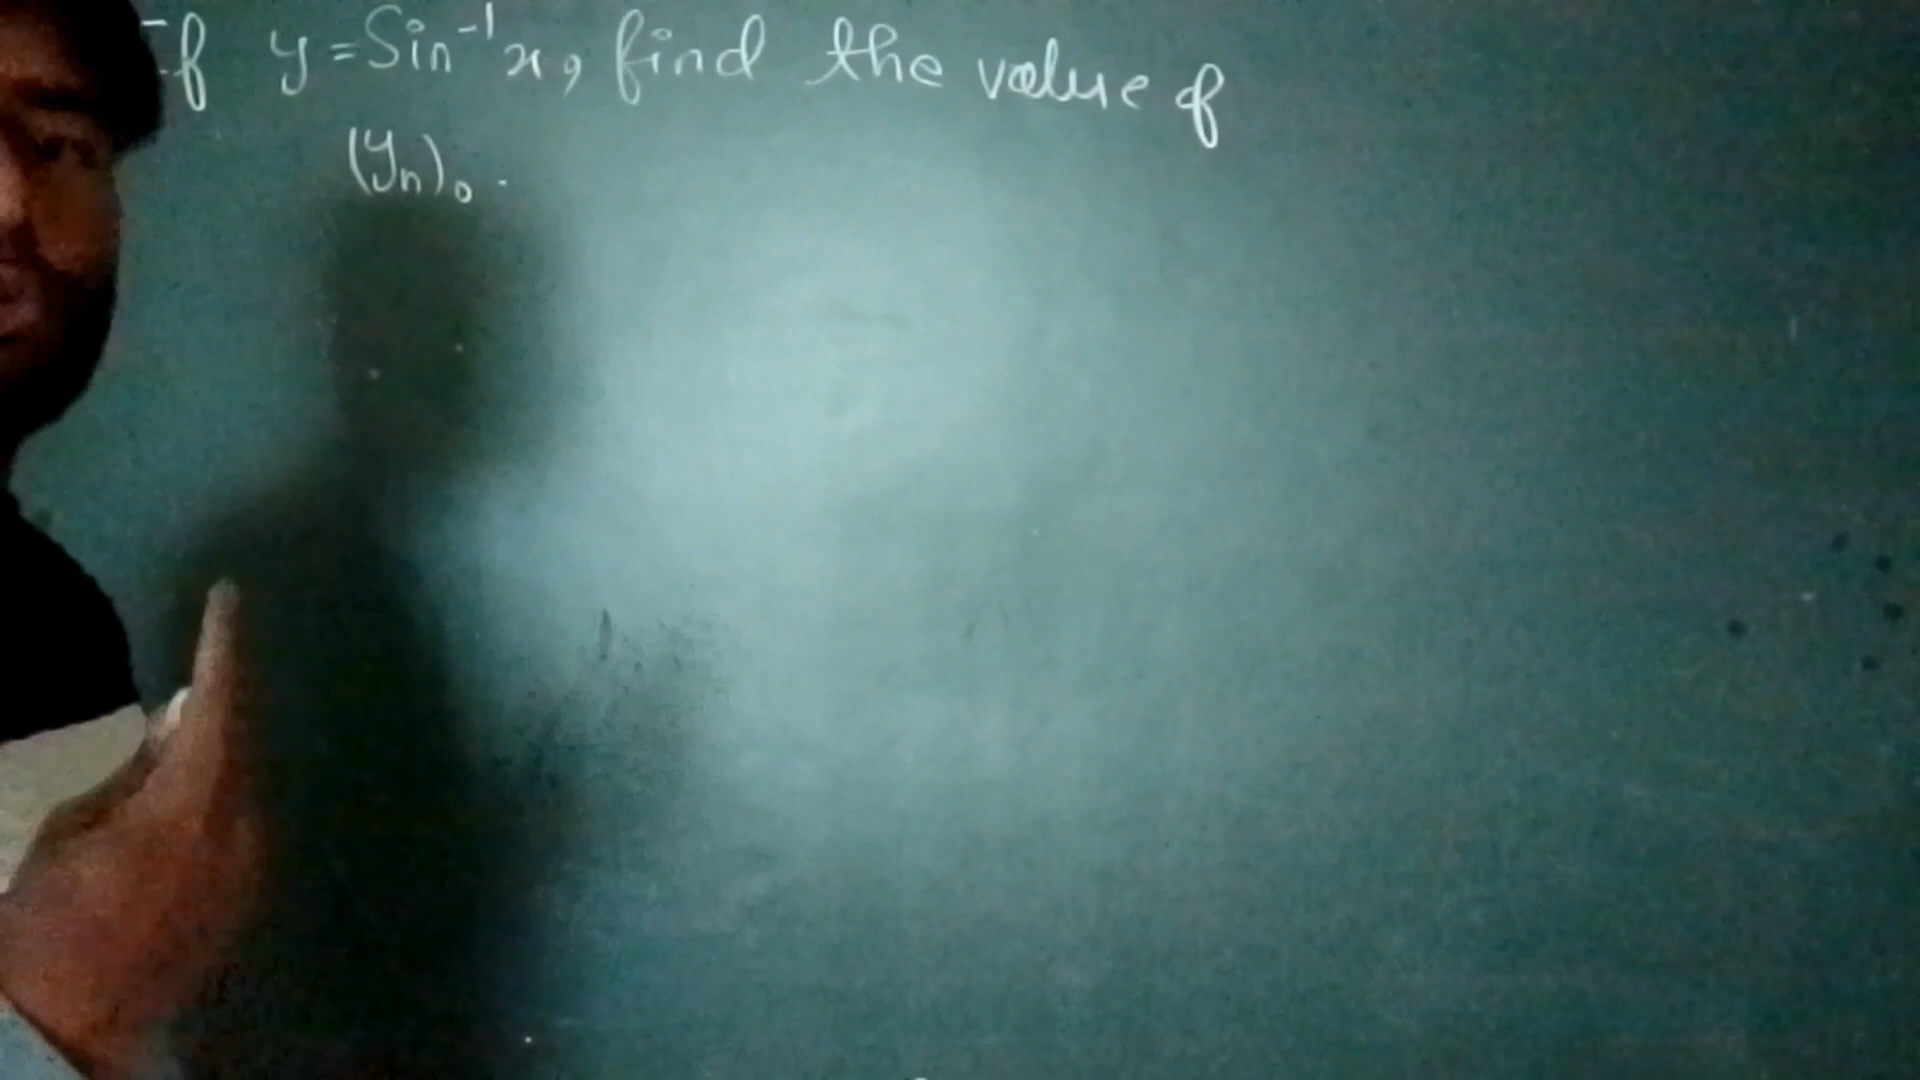 If y = Sin⁻¹x, find the value of
(yₙ)₀.